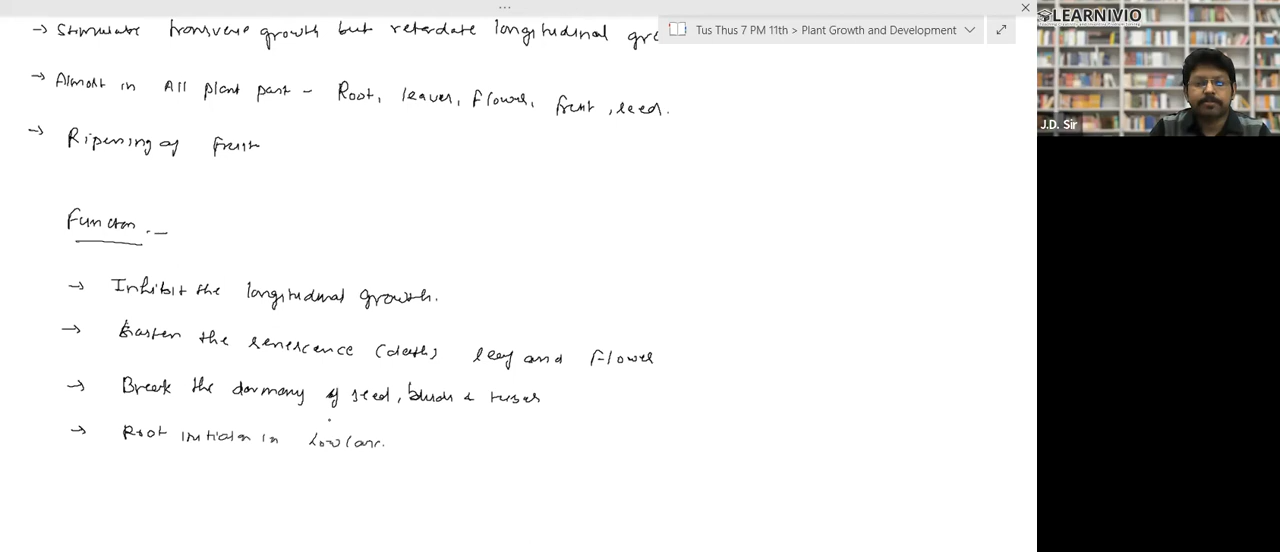 → Stimulate transverse growth but retardate longitudinal gro
Tus Thus 7 PM 11th > Plant Growth and Development
LEARNIVIO
J.D. Sir
→ Almost in All plant part - Root, leaves, flower, fruit, seed.
→ Ripening of fruit
Function :-
→ Inhibit the longitudinal growth.
→ Hasten the senescence (death) leaf and flower
→ Break the dormany of seed, buds & tuber
→ Root initiation in low conc.